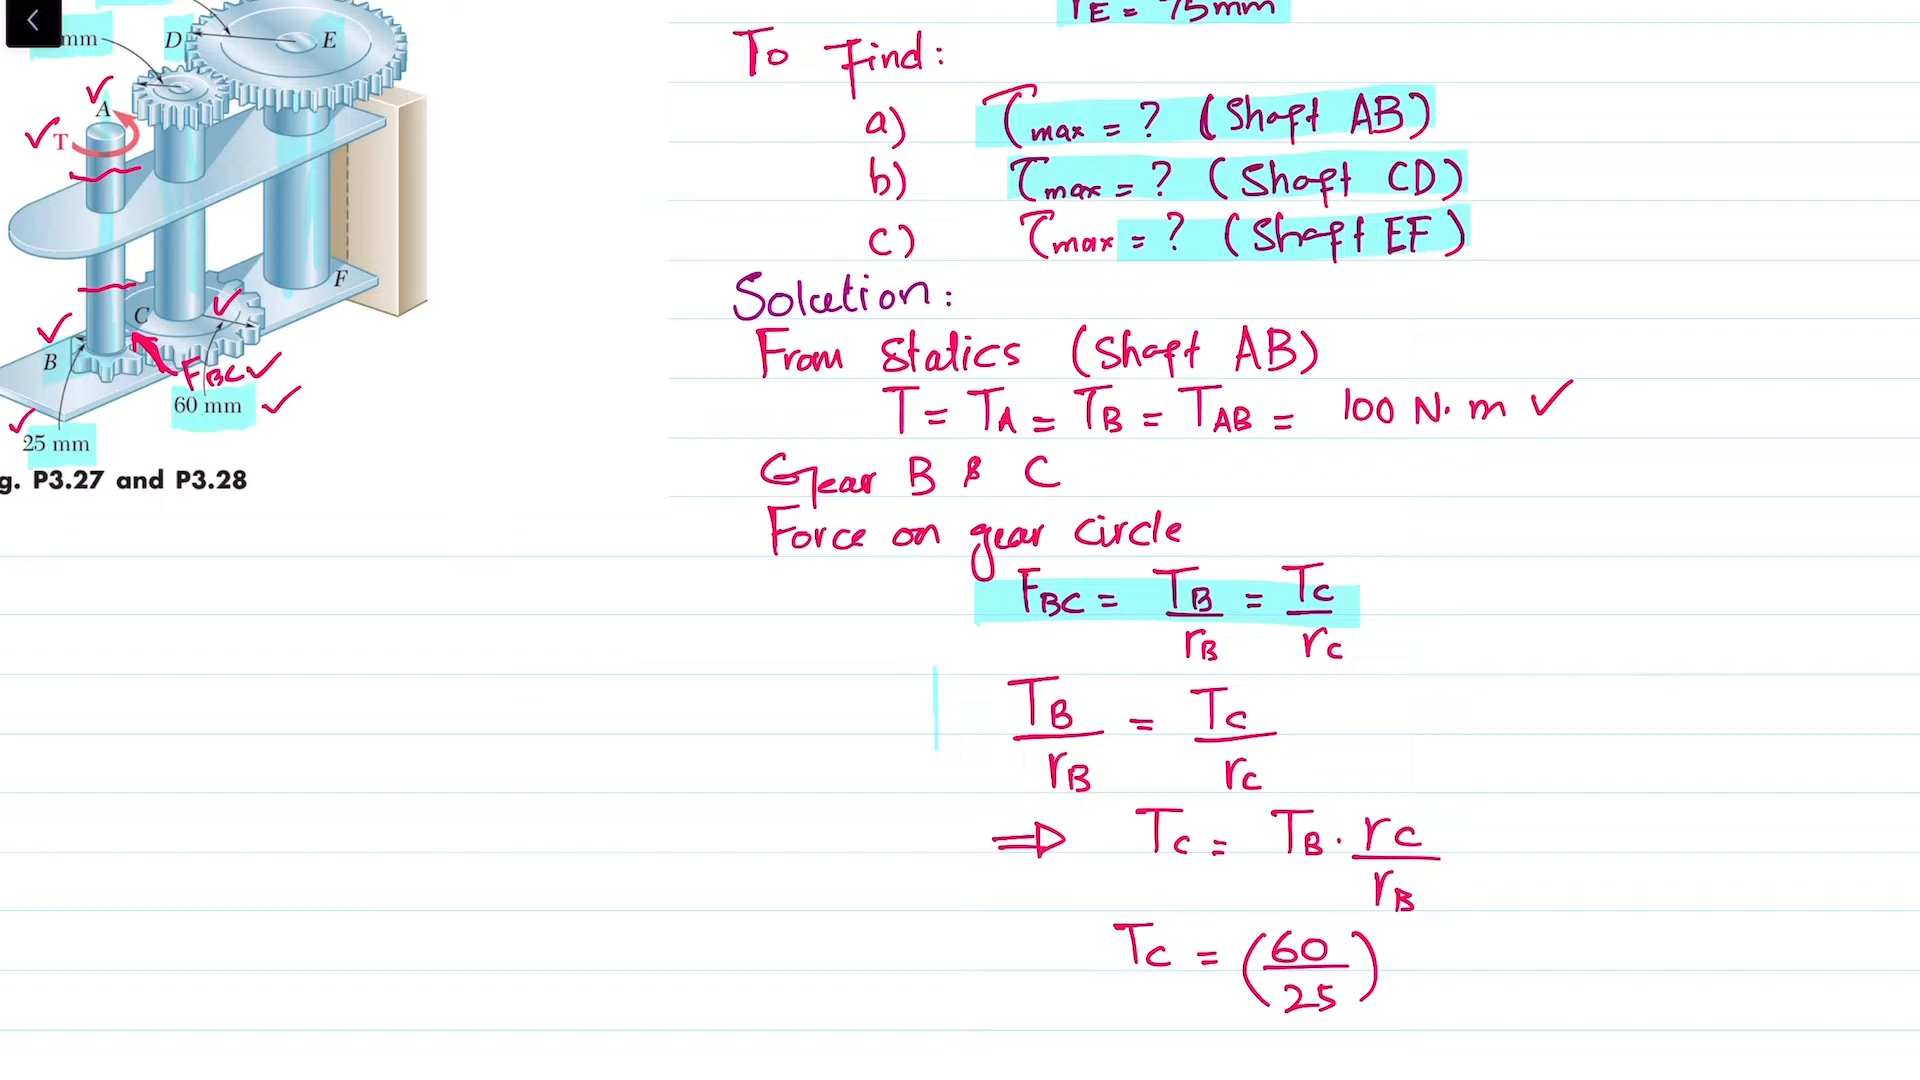 mm
D
E
A
T
F
C
B
FBC
60 mm
25 mm
g. P3.27 and P3.28
rE = 75mm
To find:
a) τmax = ? (Shaft AB)
b) τmax = ? (Shaft CD)
c) τmax = ? (Shaft EF)
Solution:
From Statics (Shaft AB)
T = TA = TB = TAB = 100 N.m ✓
Gear B & C
Force on gear circle
FBC = TB/rB = TC/rC
TB/rB = TC/rC
⇒ TC = TB . rC/rB
TC = (60/25)